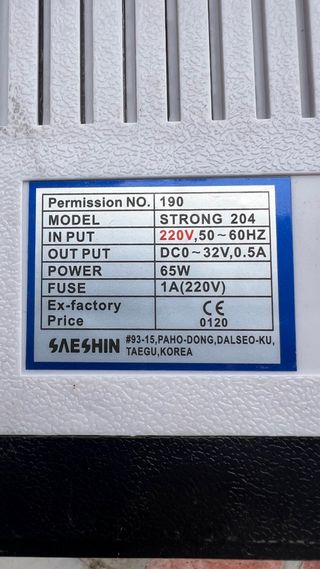 Permission NO. 190
MODEL STRONG 204
IN PUT 220V,50~60HZ
OUT PUT DC0~32V,0.5A
POWER 65W
FUSE 1A(220V)
Ex-factory
Price CE 0120
SAESHIN #93-15,PAHO-DONG,DALSEO-KU,
TAEGU,KOREA